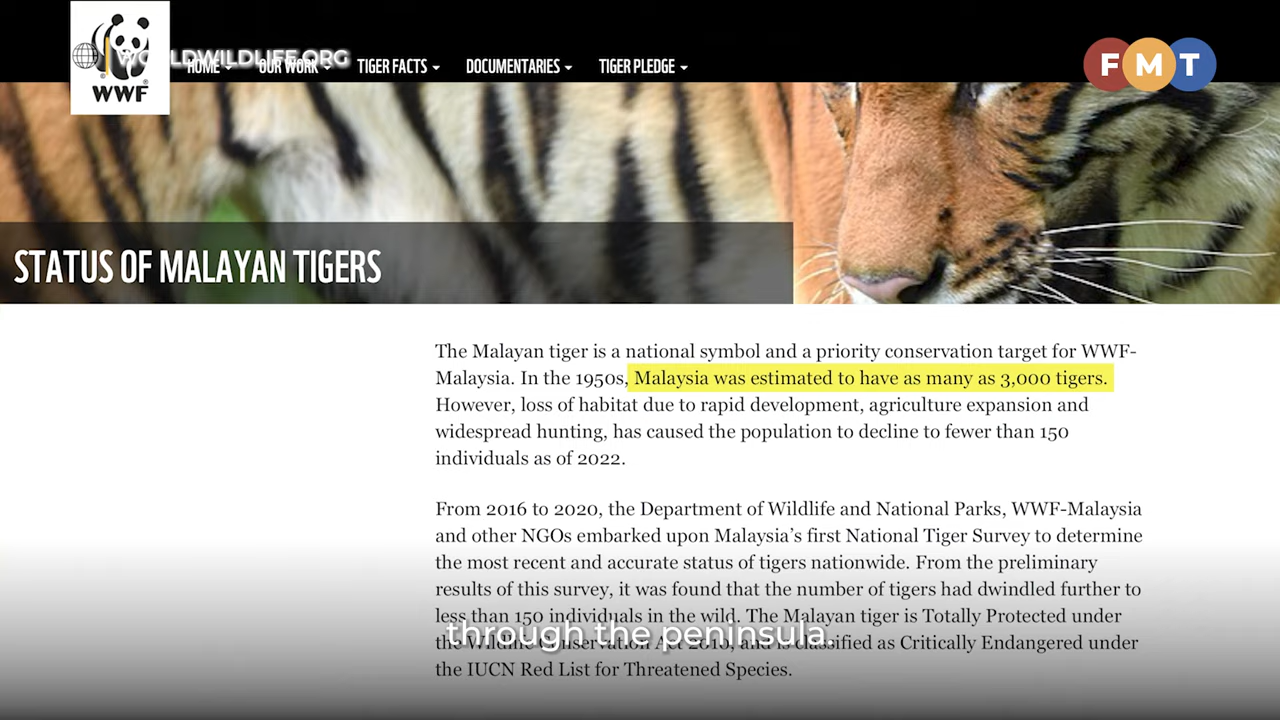 WORLDWILDLIFE.ORG
WWF
HOME OUR WORK TIGER FACTS DOCUMENTARIES TIGER PLEDGE
FMT
STATUS OF MALAYAN TIGERS
The Malayan tiger is a national symbol and a priority conservation target for WWF-
Malaysia. In the 1950s, Malaysia was estimated to have as many as 3,000 tigers.
However, loss of habitat due to rapid development, agriculture expansion and
widespread hunting, has caused the population to decline to fewer than 150
individuals as of 2022.
From 2016 to 2020, the Department of Wildlife and National Parks, WWF-Malaysia
and other NGOs embarked upon Malaysia's first National Tiger Survey to determine
the most recent and accurate status of tigers nationwide. From the preliminary
results of this survey, it was found that the number of tigers had dwindled further to
less than 150 individuals in the wild. The Malayan tiger is Totally Protected under
the Wildlife Conservation Act 2010, and is classified as Critically Endangered under
through the peninsula.
the IUCN Red List for Threatened Species.